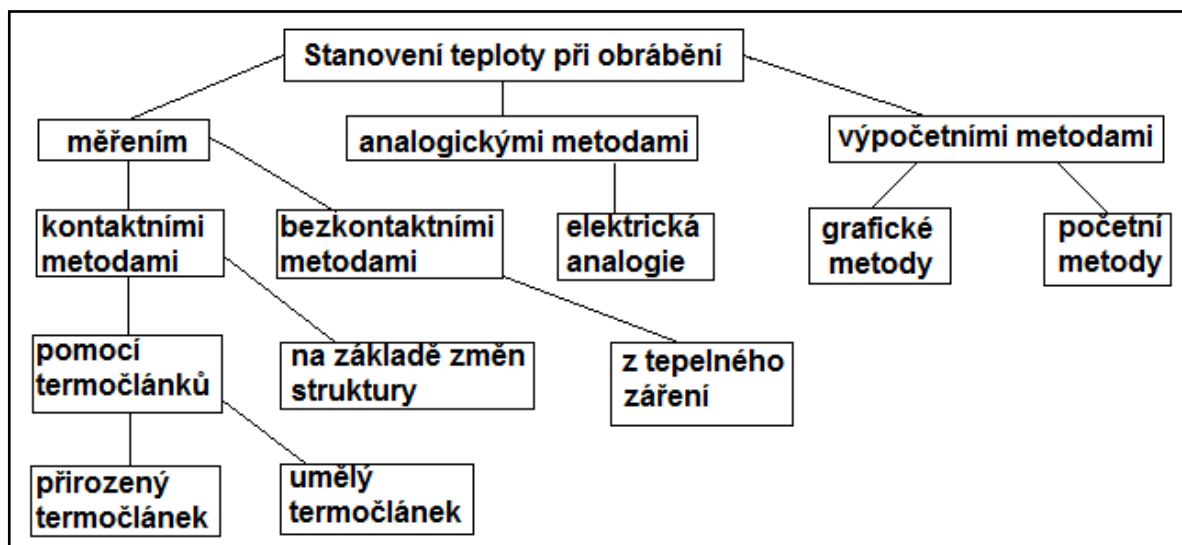 Stanovení teploty při obrábění
měřením
analogickými metodami
výpočetními metodami
kontaktními
metodami
bezkontaktními
metodami
elektrická
analogie
grafické
metody
početní
metody
pomocí
termočlánků
na základě změn
struktury
z tepelného
záření
přirozený
termočlánek
umělý
termočlánek